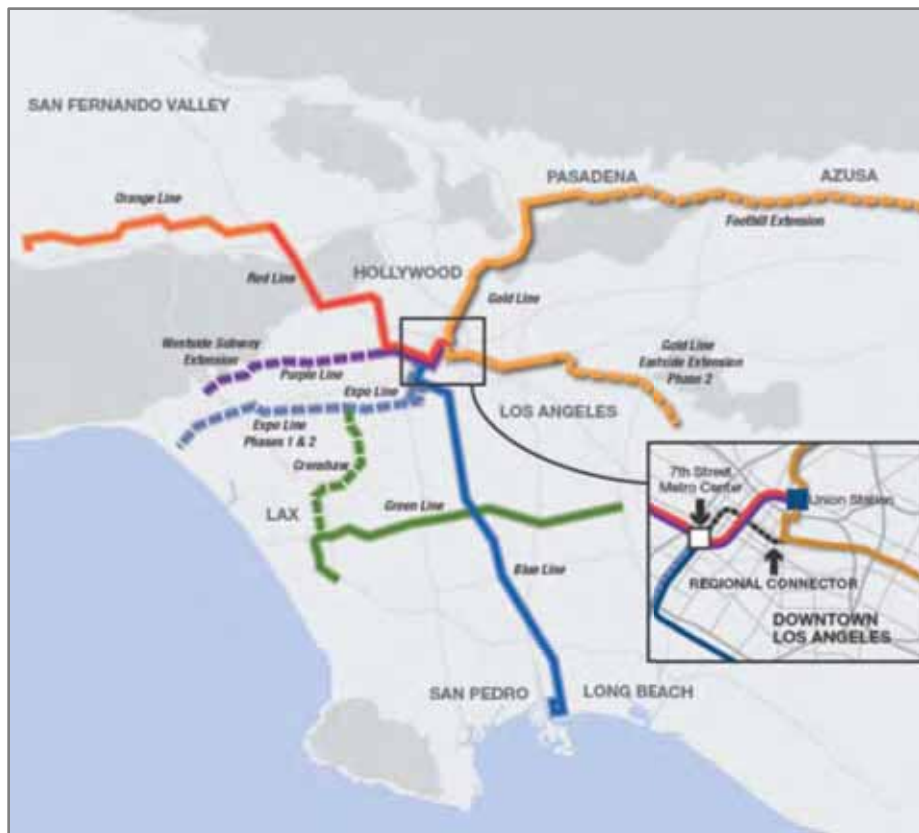 SAN FERNANDO VALLEY
PASADENA
AZUSA
Orange Line
Foothill Extension
Red Line
HOLLYWOOD
Gold Line
Westside Subway
Extension
Purple Line
Gold Line
Eastside Extension
Phase 2
Expo Line
Expo Line
Phases 1 & 2
LOS ANGELES
Crenshaw
7th Street
Metro Center
Union Station
LAX
Green Line
Blue Line
REGIONAL CONNECTOR
DOWNTOWN
LOS ANGELES
SAN PEDRO
LONG BEACH